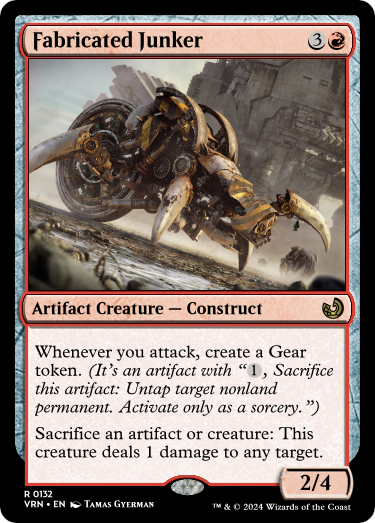 Fabricated Junker 3
Artifact Creature — Construct
Whenever you attack, create a Gear
token. (It's an artifact with “1, Sacrifice
this artifact: Untap target nonland
permanent. Activate only as a sorcery.”)
Sacrifice an artifact or creature: This
creature deals 1 damage to any target.
2/4
R 0132
VRN • EN Tamas Gyerman
™ & © 2024 Wizards of the Coast